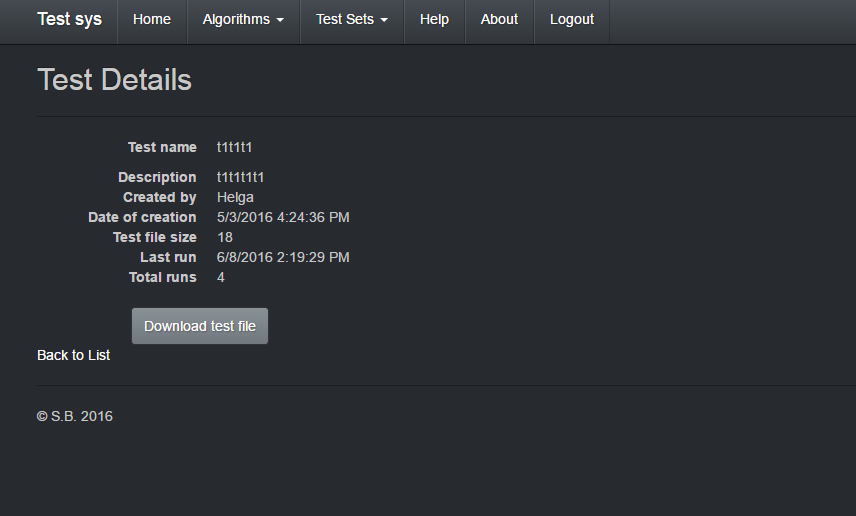 Test sys Home Algorithms Test Sets Help About Logout
Test Details
Test name t1t1t1
Description t1t1t1t1
Created by Helga
Date of creation 5/3/2016 4:24:36 PM
Test file size 18
Last run 6/8/2016 2:19:29 PM
Total runs 4
Download test file
Back to List
© S.B. 2016